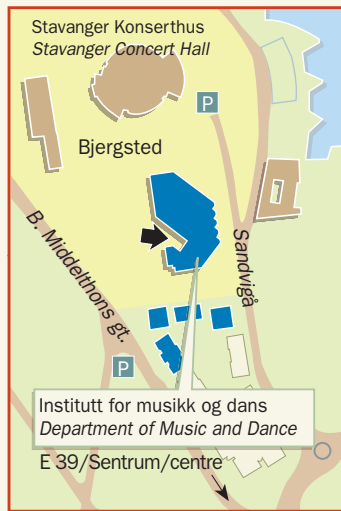 Stavanger Konserthus
Stavanger Concert Hall
P
Bjergsted
B. Middelthons gt.
Sandvigå
P
Institutt for musikk og dans
Department of Music and Dance
E 39/Sentrum/centre